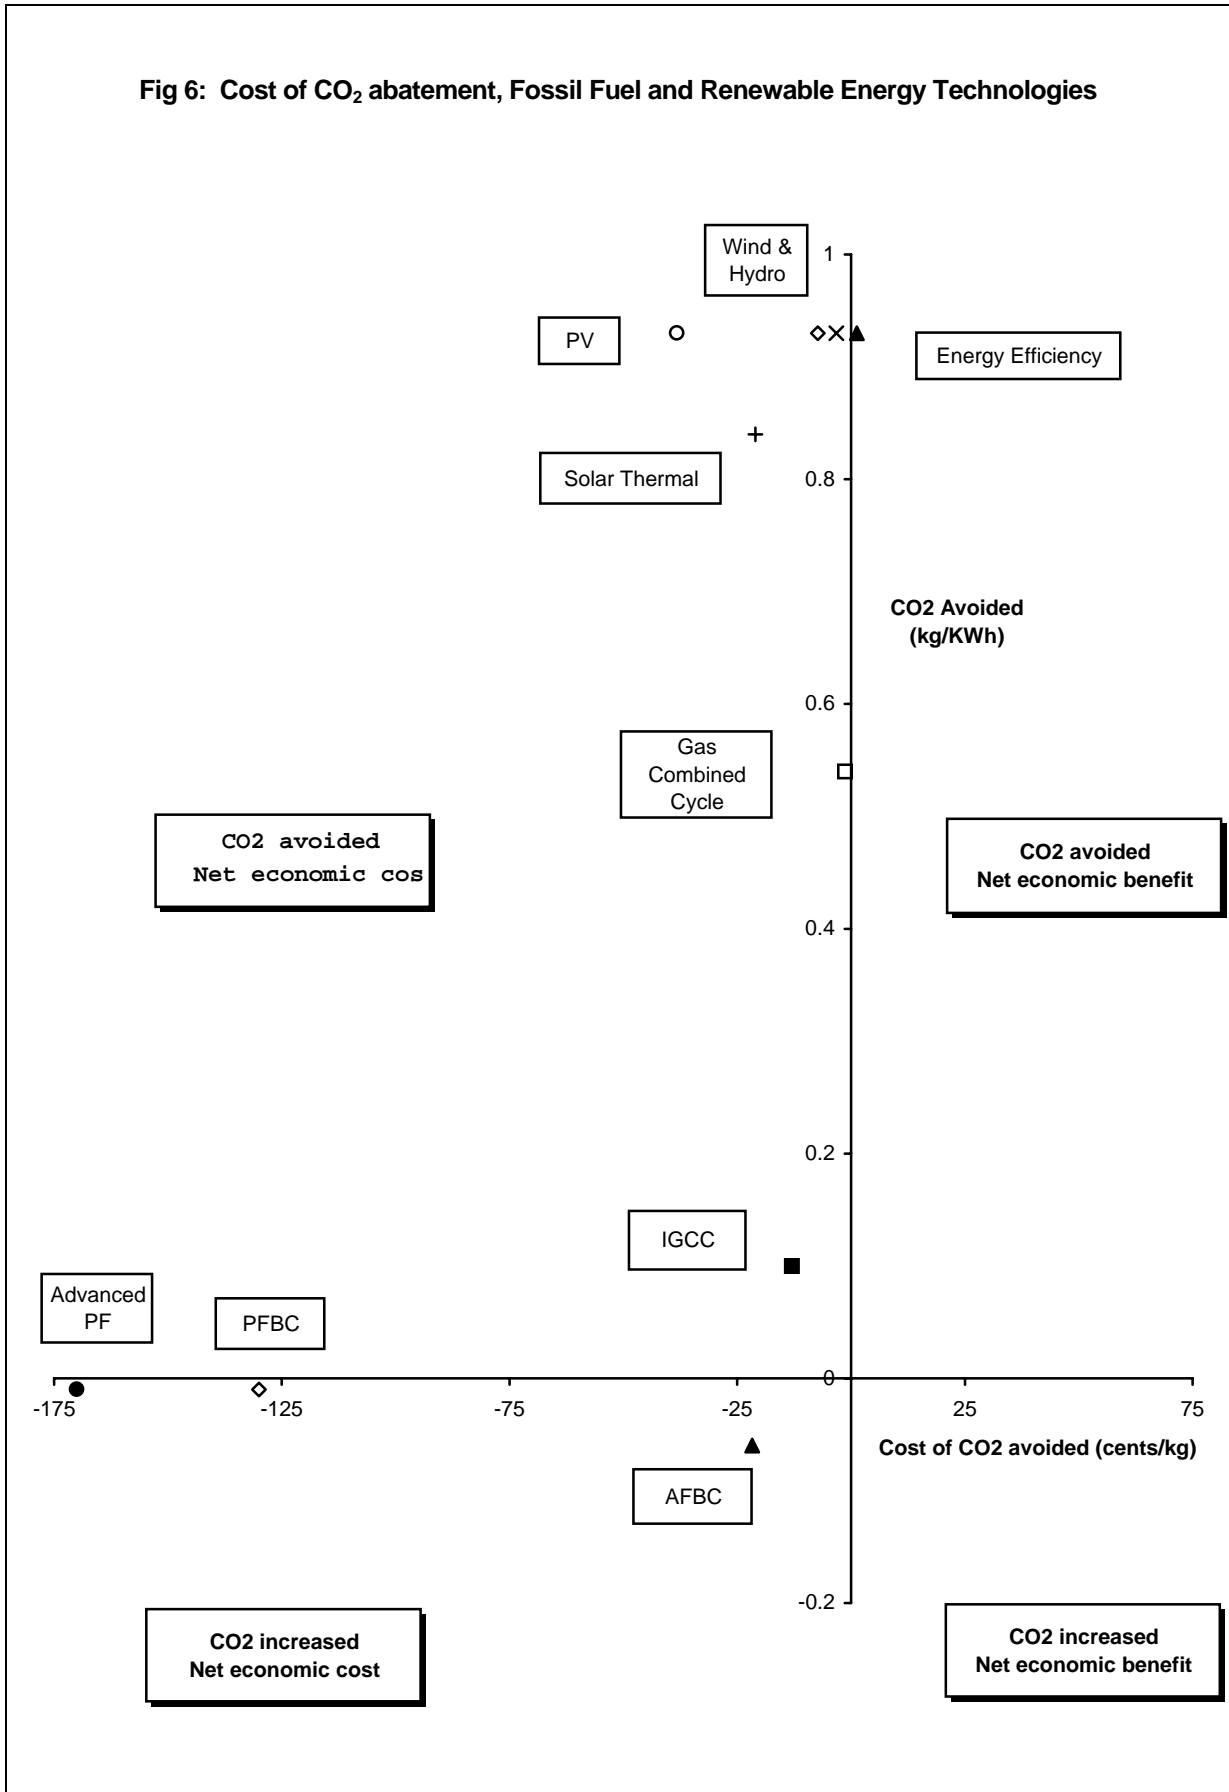 Fig 6:  Cost of CO₂ abatement, Fossil Fuel and Renewable Energy Technologies
Wind &
Hydro
1
PV
Energy Efficiency
Solar Thermal
0.8
CO2 Avoided
(kg/KWh)
0.6
Gas
Combined
Cycle
CO2 avoided
Net economic cos
CO2 avoided
Net economic benefit
0.4
0.2
IGCC
Advanced
PF
PFBC
0
-175
-125
-75
-25
25
75
Cost of CO2 avoided (cents/kg)
AFBC
-0.2
CO2 increased
Net economic cost
CO2 increased
Net economic benefit